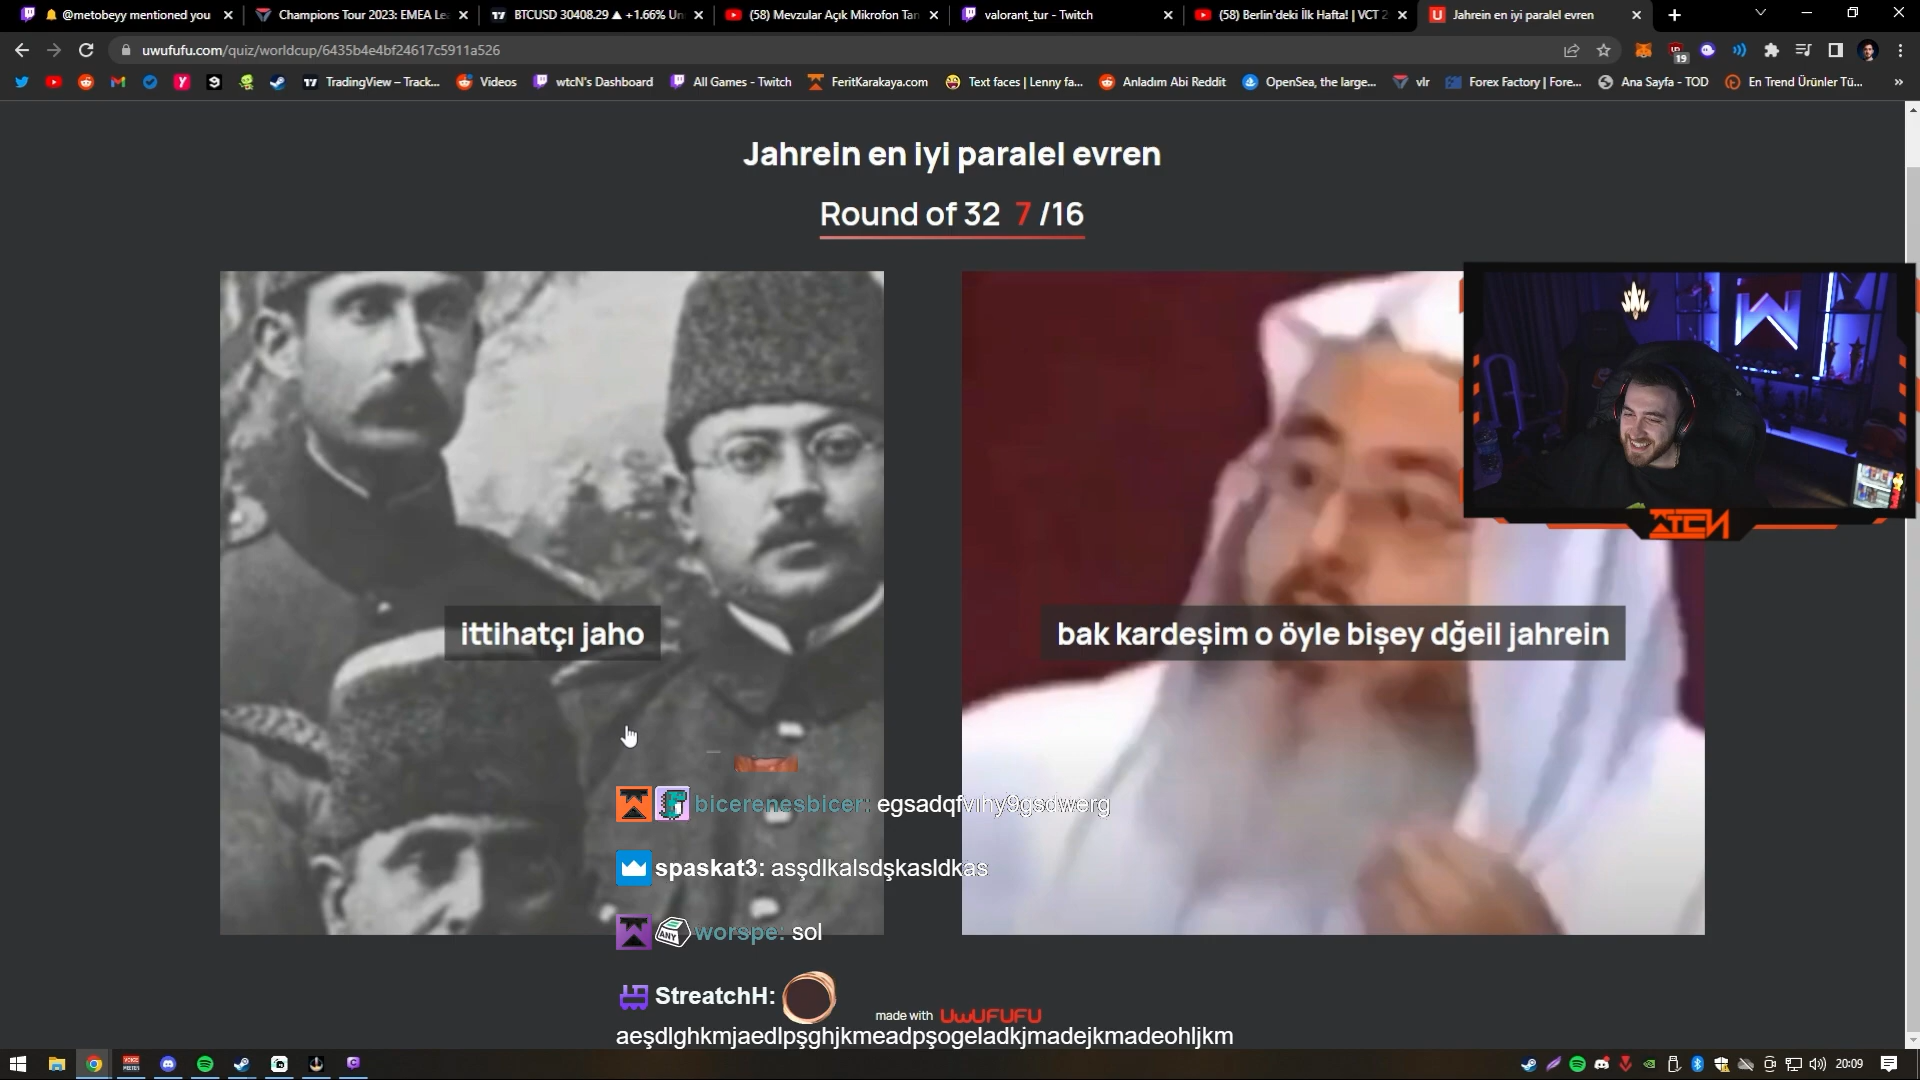 @metobeyy mentioned you
Champions Tour 2023: EMEA Le
BTCUSD 30408.29 ▲ +1.66% Un
(58) Mevzular Açık Mikrofon Tan
valorant_tur - Twitch
(58) Berlin'deki İlk Hafta! | VCT 2
Jahrein en iyi paralel evren
uwufufu.com/quiz/worldcup/6435b4e4bf24617c5911a526
19
TradingView – Track...
Videos
wtcN's Dashboard
All Games - Twitch
FeritKarakaya.com
Text faces | Lenny fa...
Anladım Abi Reddit
OpenSea, the large...
vlr
Forex Factory | Fore...
Ana Sayfa - TOD
En Trend Ürünler Tü...
Jahrein en iyi paralel evren
Round of 32 7 /16
WTCN
ittihatçı jaho
bak kardeşim o öyle bişey dğeil jahrein
bicerenesbicer: egsadqfvıhy9gsdwerg
spaskat3: asşdlkalsdşkasldkas
ANY
worspe: sol
StreatchH:
made with UWUFUFU
aeşdlghkmjaedlpşghjkmeadpşogeladkjmadejkmadeohljkm
20:09